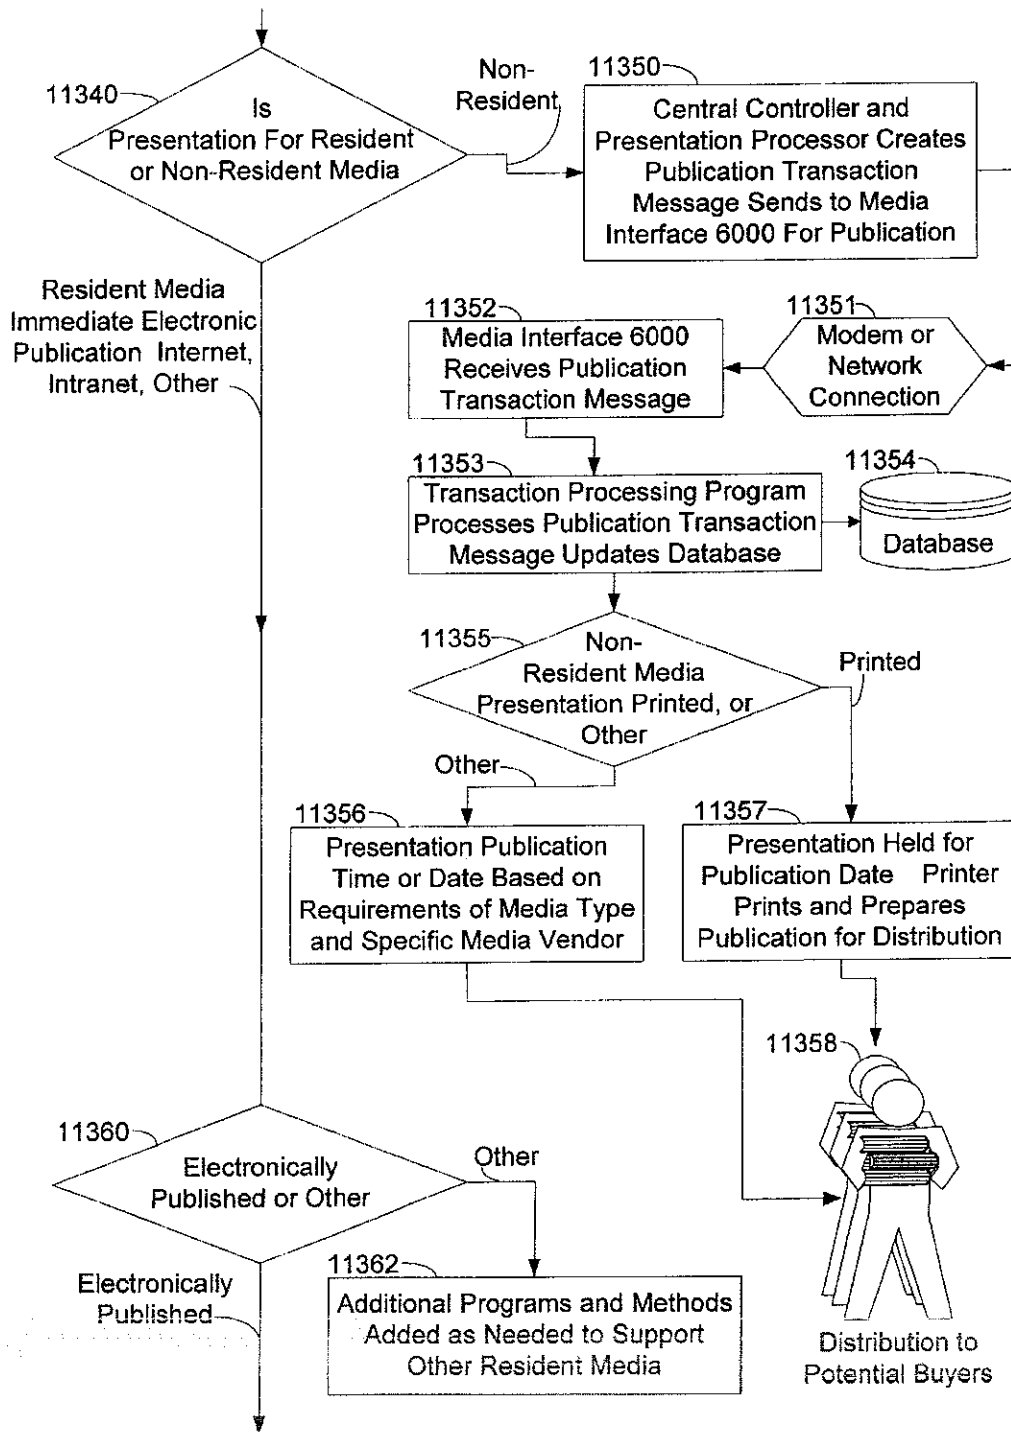 11340
Is
Presentation For Resident
or Non-Resident Media
Non-
Resident
11350
Central Controller and
Presentation Processor Creates
Publication Transaction
Message Sends to Media
Interface 6000 For Publication
Resident Media
Immediate Electronic
Publication Internet,
Intranet, Other
11352
Media Interface 6000
Receives Publication
Transaction Message
11351
Modem or
Network
Connection
11353
Transaction Processing Program
Processes Publication Transaction
Message Updates Database
11354
Database
11355
Non-
Resident Media
Presentation Printed, or
Other
Printed
Other
11356
Presentation Publication
Time or Date Based on
Requirements of Media Type
and Specific Media Vendor
11357
Presentation Held for
Publication Date Printer
Prints and Prepares
Publication for Distribution
11358
Distribution to
Potential Buyers
11360
Electronically
Published or Other
Other
Electronically
Published
11362
Additional Programs and Methods
Added as Needed to Support
Other Resident Media